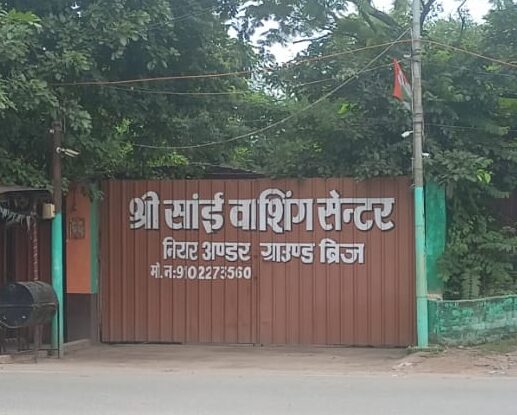 श्री सांई वाशिंग सेन्टर
नियर अण्डर ग्राउण्ड ब्रिज
मो.नः9102273560